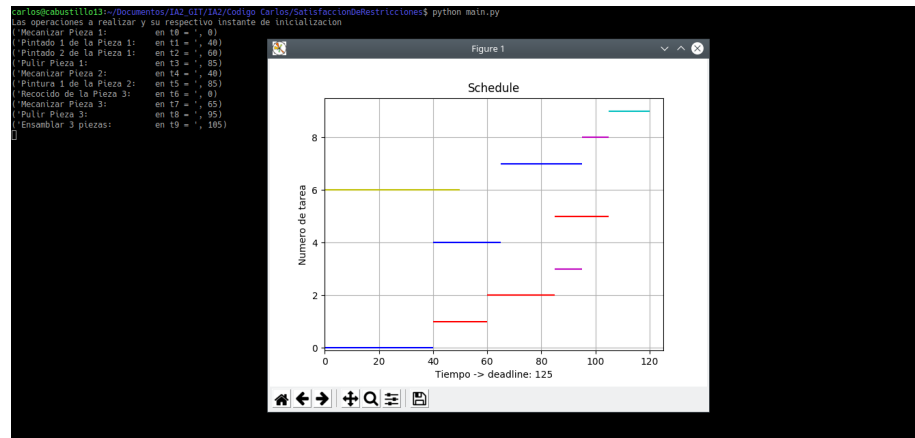 carlos@cabustillo13:~/Documentos/IA2_GIT/IA2/Codigo Carlos/SatisfaccionDeRestricciones$ python main.py
Las operaciones a realizar y su respectivo instante de inicializacion
('Mecanizar Pieza 1:          en t0 = ', 0)
('Pintado 1 de la Pieza 1:    en t1 = ', 40)
('Pintado 2 de la Pieza 1:    en t2 = ', 60)
('Pulir Pieza 1:              en t3 = ', 85)
('Mecanizar Pieza 2:          en t4 = ', 40)
('Pintura 1 de la Pieza 2:    en t5 = ', 85)
('Recocido de la Pieza 3:     en t6 = ', 0)
('Mecanizar Pieza 3:          en t7 = ', 65)
('Pulir Pieza 3:              en t8 = ', 95)
('Ensamblar 3 piezas:         en t9 = ', 105)
Figure 1
Schedule
8
6
4
2
0
Numero de tarea
0 20 40 60 80 100 120
Tiempo -> deadline: 125